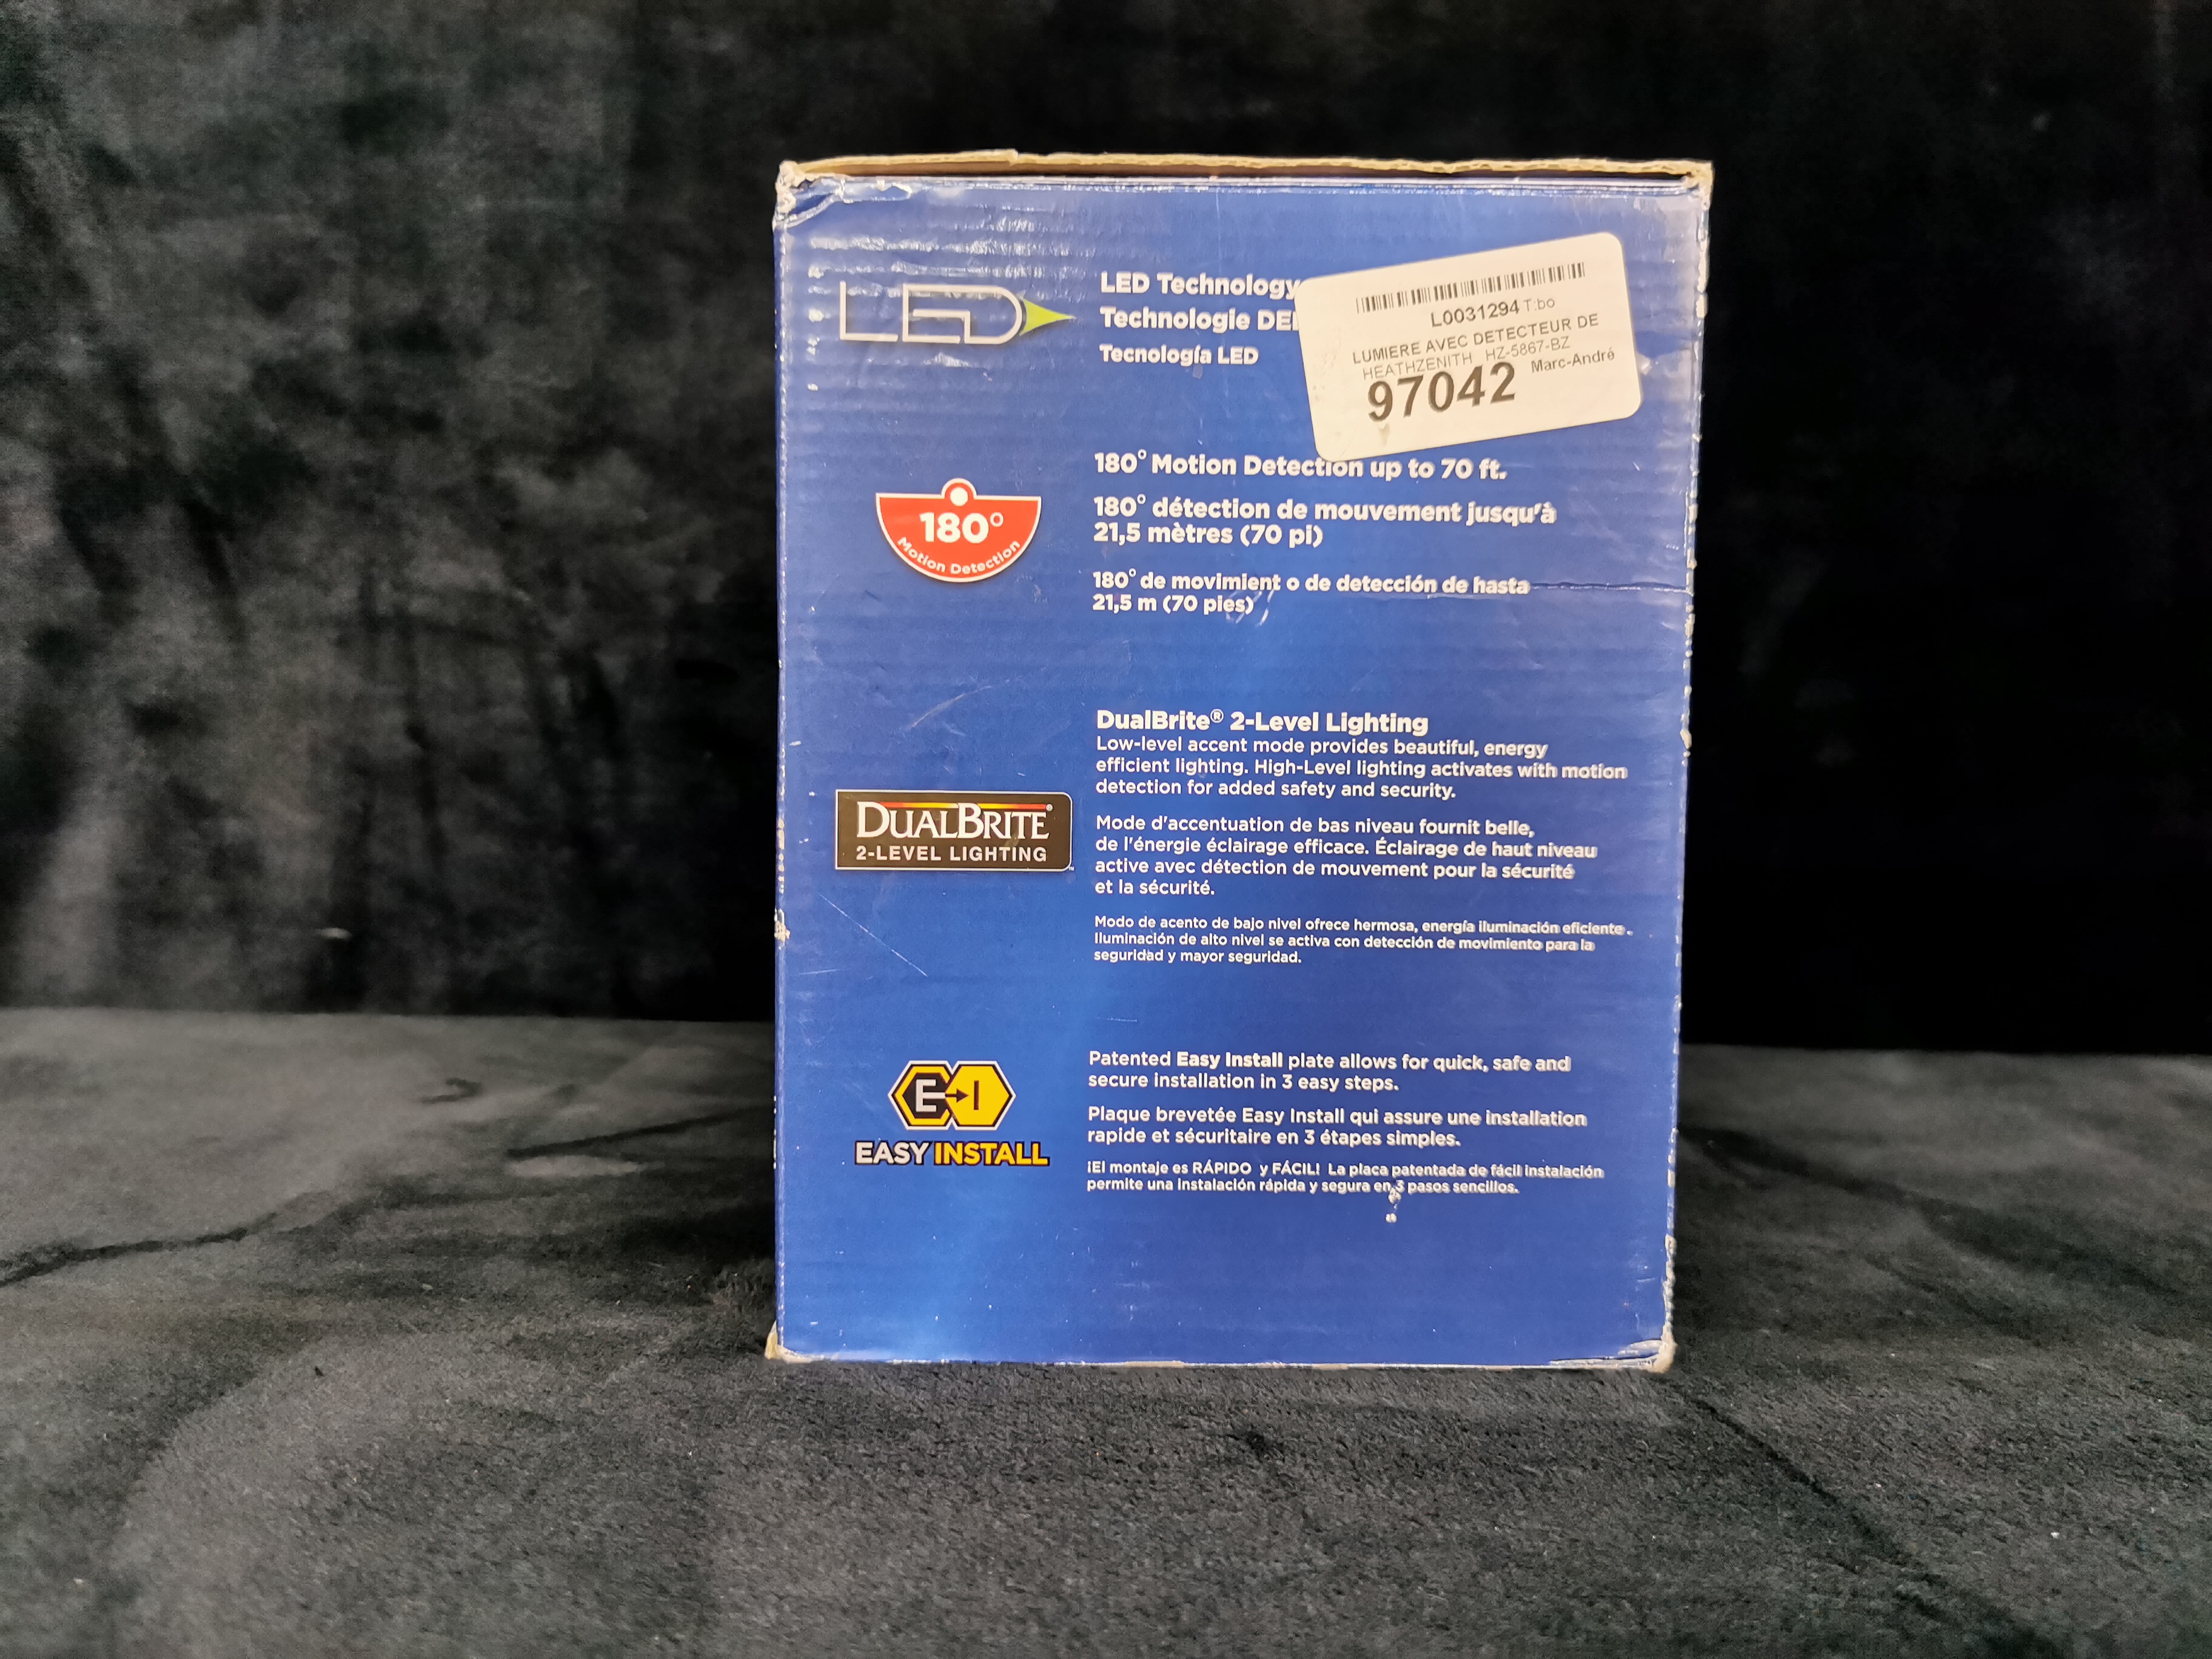 LED
LED Technology
Technologie DEL
Tecnología LED
L0031294 T:bo
LUMIERE AVEC DETECTEUR DE
HEATHZENITH HZ-5867-BZ
97042 Marc-André
180° Motion Detection
180° Motion Detection up to 70 ft.
180° détection de mouvement jusqu'à
21,5 mètres (70 pi)
180° de movimient o de detección de hasta
21,5 m (70 pies)
DUALBRITE®
2-LEVEL LIGHTING
DualBrite® 2-Level Lighting
Low-level accent mode provides beautiful, energy
efficient lighting. High-Level lighting activates with motion
detection for added safety and security.
Mode d'accentuation de bas niveau fournit belle,
de l'énergie éclairage efficace. Éclairage de haut niveau
active avec détection de mouvement pour la sécurité
et la sécurité.
Modo de acento de bajo nivel ofrece hermosa, energía iluminación eficiente .
Iluminación de alto nivel se activa con detección de movimiento para la
seguridad y mayor seguridad.
E I
EASY INSTALL
Patented Easy Install plate allows for quick, safe and
secure installation in 3 easy steps.
Plaque brevetée Easy Install qui assure une installation
rapide et sécuritaire en 3 étapes simples.
¡El montaje es RÁPIDO y FÁCIL! La placa patentada de fácil instalación
permite una instalación rápida y segura en 3 pasos sencillos.